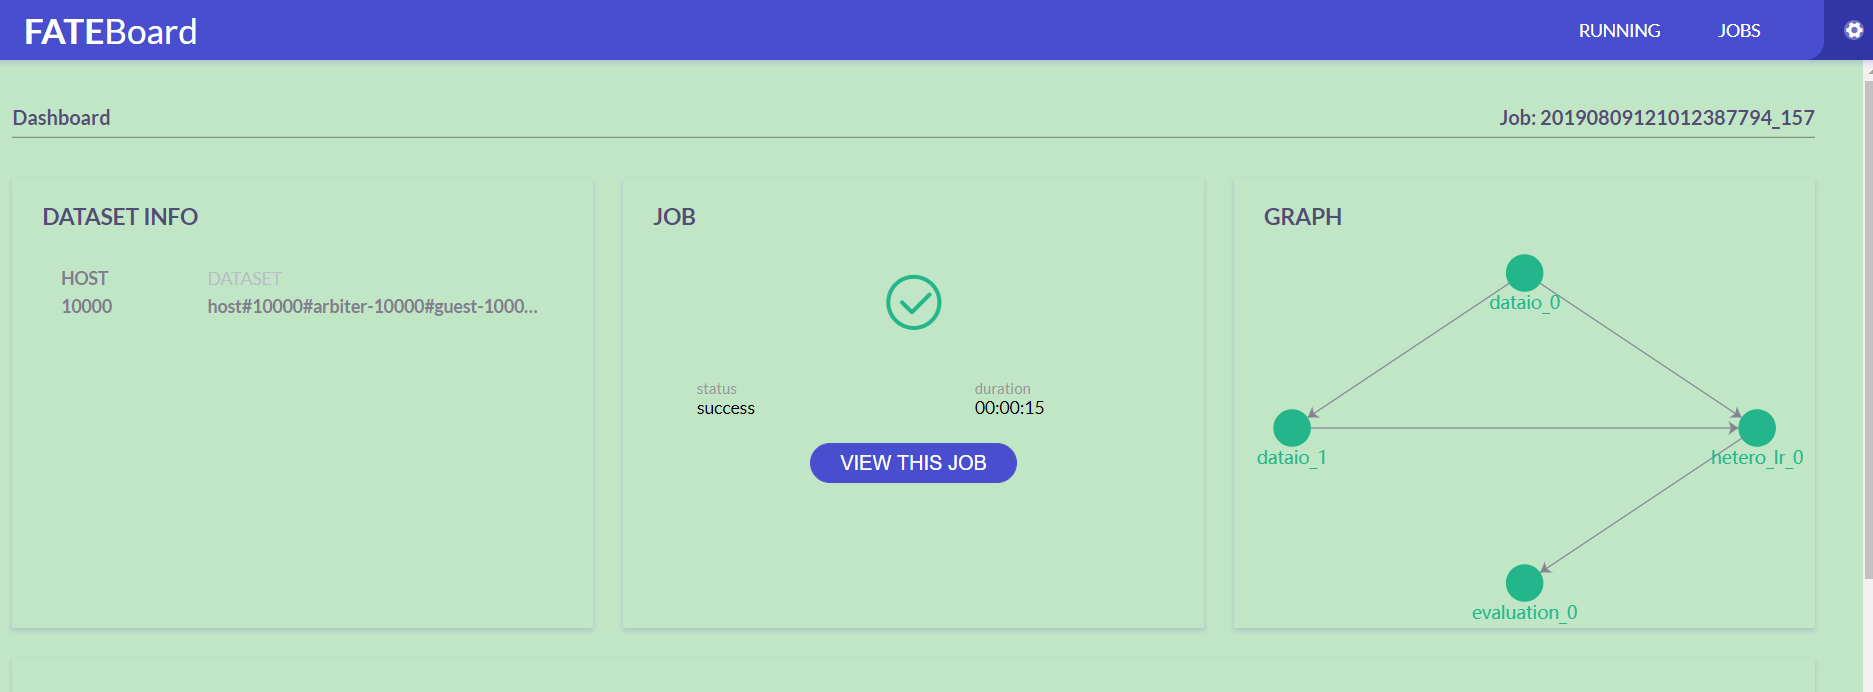 FATEBoard
RUNNING
JOBS
Dashboard
Job: 20190809121012387794_157
DATASET INFO
HOST
DATASET
10000
host#10000#arbiter-10000#guest-1000...
JOB
status
duration
success
00:00:15
VIEW THIS JOB
GRAPH
dataio_0
dataio_1
hetero_lr_0
evaluation_0